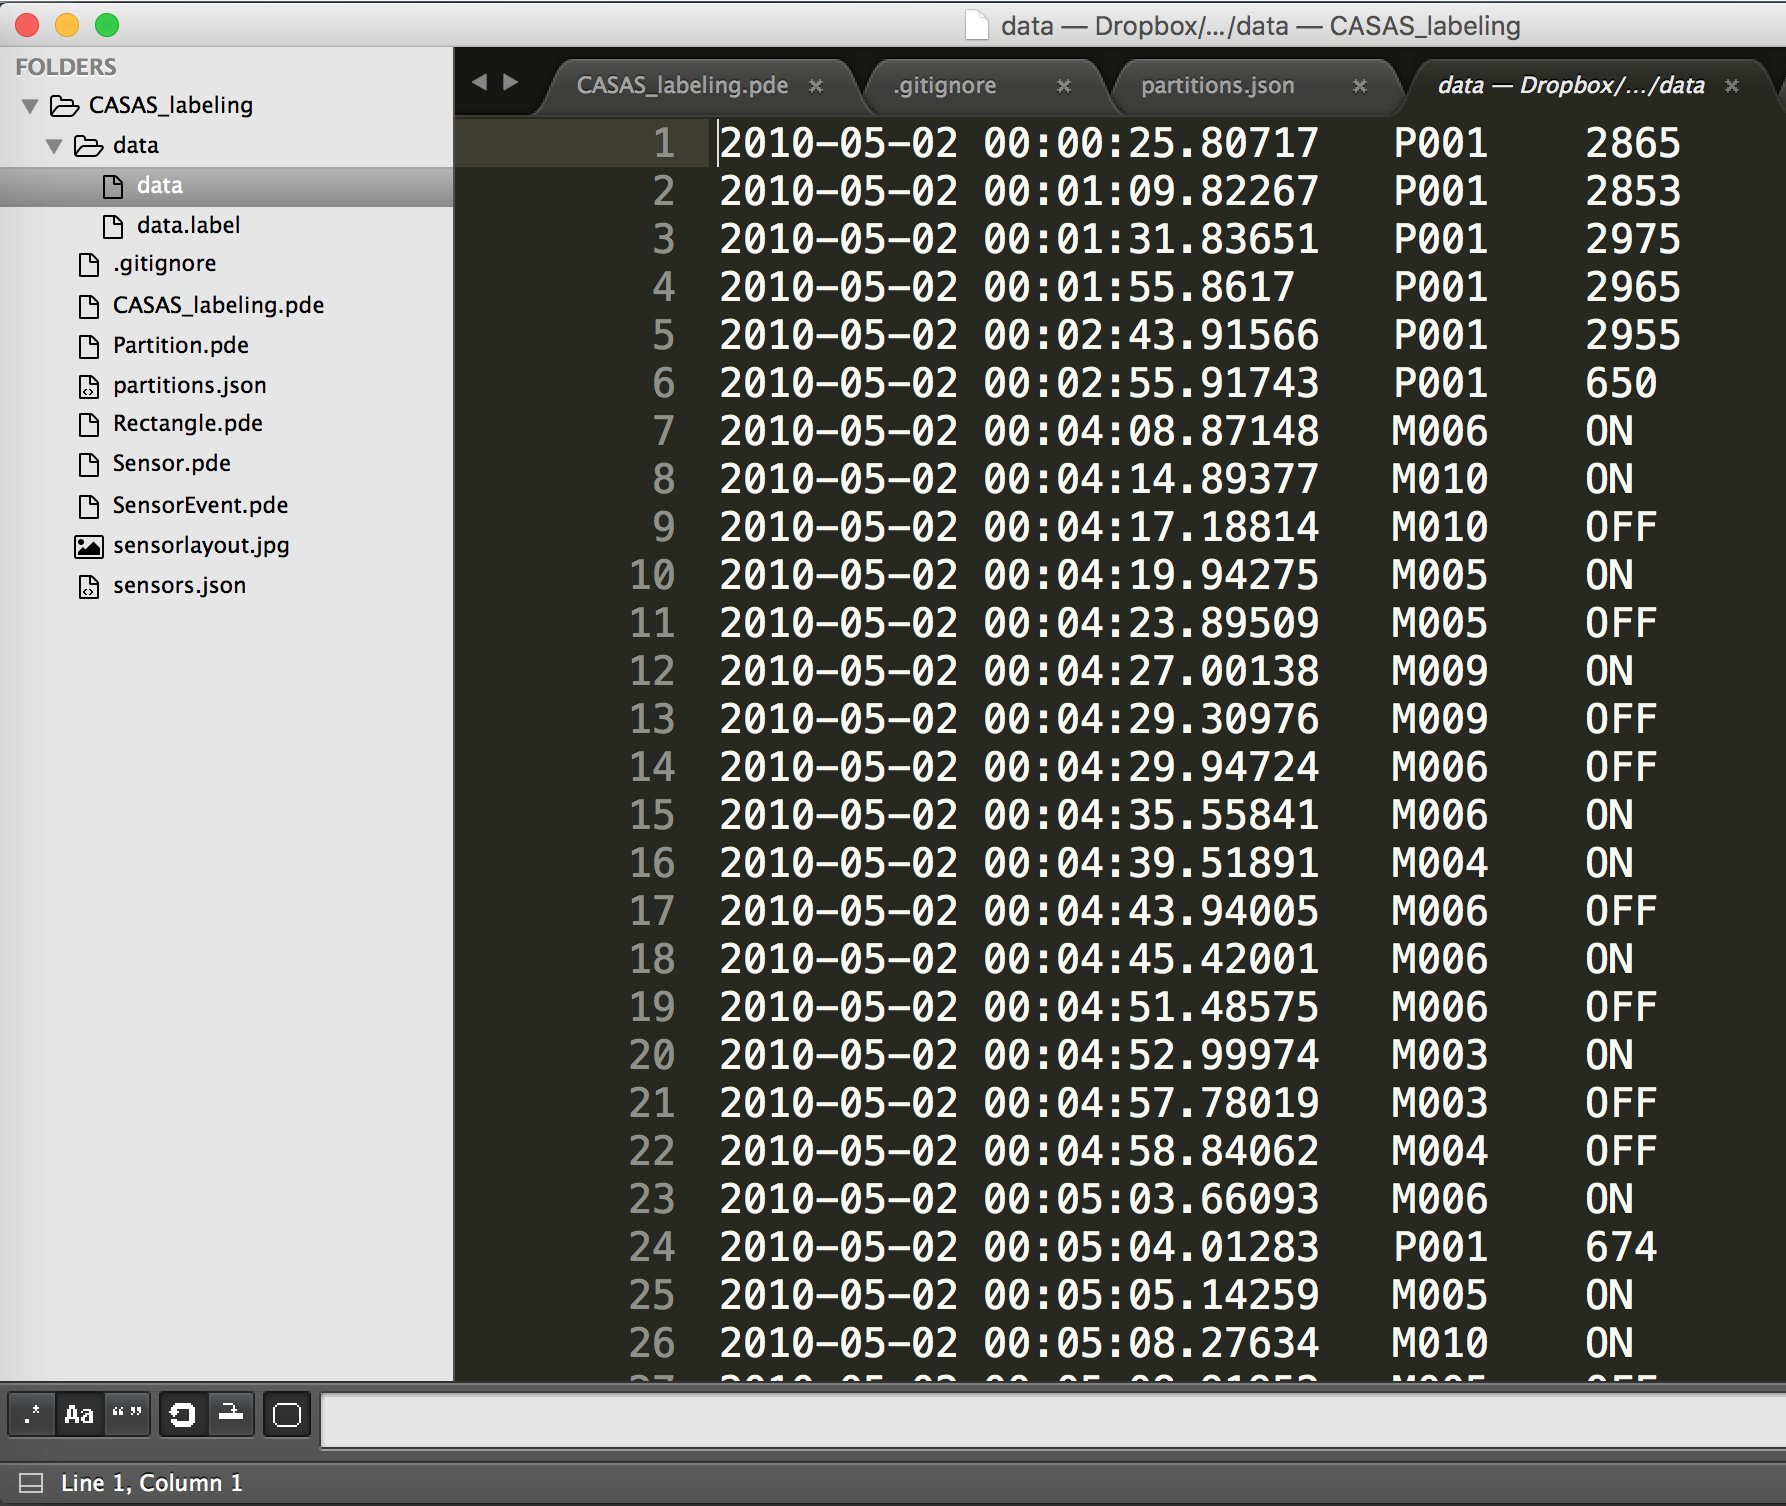 data — Dropbox/.../data — CASAS_labeling
FOLDERS
CASAS_labeling
data
data
data.label
.gitignore
CASAS_labeling.pde
Partition.pde
partitions.json
Rectangle.pde
Sensor.pde
SensorEvent.pde
sensorlayout.jpg
sensors.json
CASAS_labeling.pde × .gitignore × partitions.json × data — Dropbox/.../data ×
1 2010-05-02 00:00:25.80717 P001 2865
2 2010-05-02 00:01:09.82267 P001 2853
3 2010-05-02 00:01:31.83651 P001 2975
4 2010-05-02 00:01:55.8617 P001 2965
5 2010-05-02 00:02:43.91566 P001 2955
6 2010-05-02 00:02:55.91743 P001 650
7 2010-05-02 00:04:08.87148 M006 ON
8 2010-05-02 00:04:14.89377 M010 ON
9 2010-05-02 00:04:17.18814 M010 OFF
10 2010-05-02 00:04:19.94275 M005 ON
11 2010-05-02 00:04:23.89509 M005 OFF
12 2010-05-02 00:04:27.00138 M009 ON
13 2010-05-02 00:04:29.30976 M009 OFF
14 2010-05-02 00:04:29.94724 M006 OFF
15 2010-05-02 00:04:35.55841 M006 ON
16 2010-05-02 00:04:39.51891 M004 ON
17 2010-05-02 00:04:43.94005 M006 OFF
18 2010-05-02 00:04:45.42001 M006 ON
19 2010-05-02 00:04:51.48575 M006 OFF
20 2010-05-02 00:04:52.99974 M003 ON
21 2010-05-02 00:04:57.78019 M003 OFF
22 2010-05-02 00:04:58.84062 M004 OFF
23 2010-05-02 00:05:03.66093 M006 ON
24 2010-05-02 00:05:04.01283 P001 674
25 2010-05-02 00:05:05.14259 M005 ON
26 2010-05-02 00:05:08.27634 M010 ON
.* Aa “ ”
Line 1, Column 1